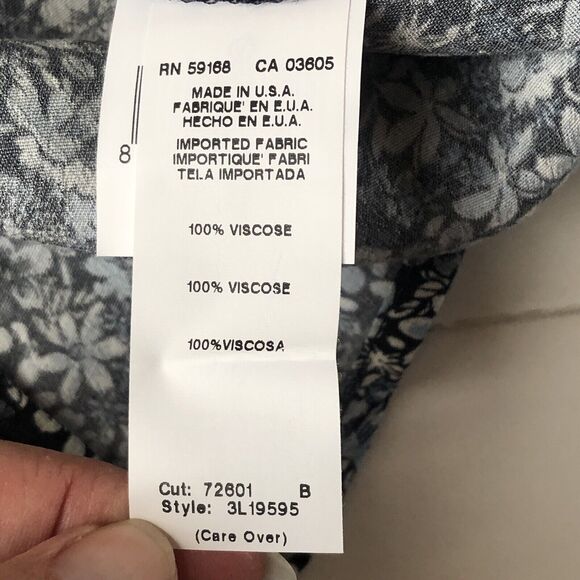 RN 59168 CA 03605
MADE IN U.S.A.
FABRIQUE' EN E.U.A.
HECHO EN E.U.A.
IMPORTED FABRIC
IMPORTIQUE' FABRI
TELA IMPORTADA
8
100% VISCOSE
100% VISCOSE
100%VISCOSA
Cut: 72601 B
Style: 3L19595
(Care Over)